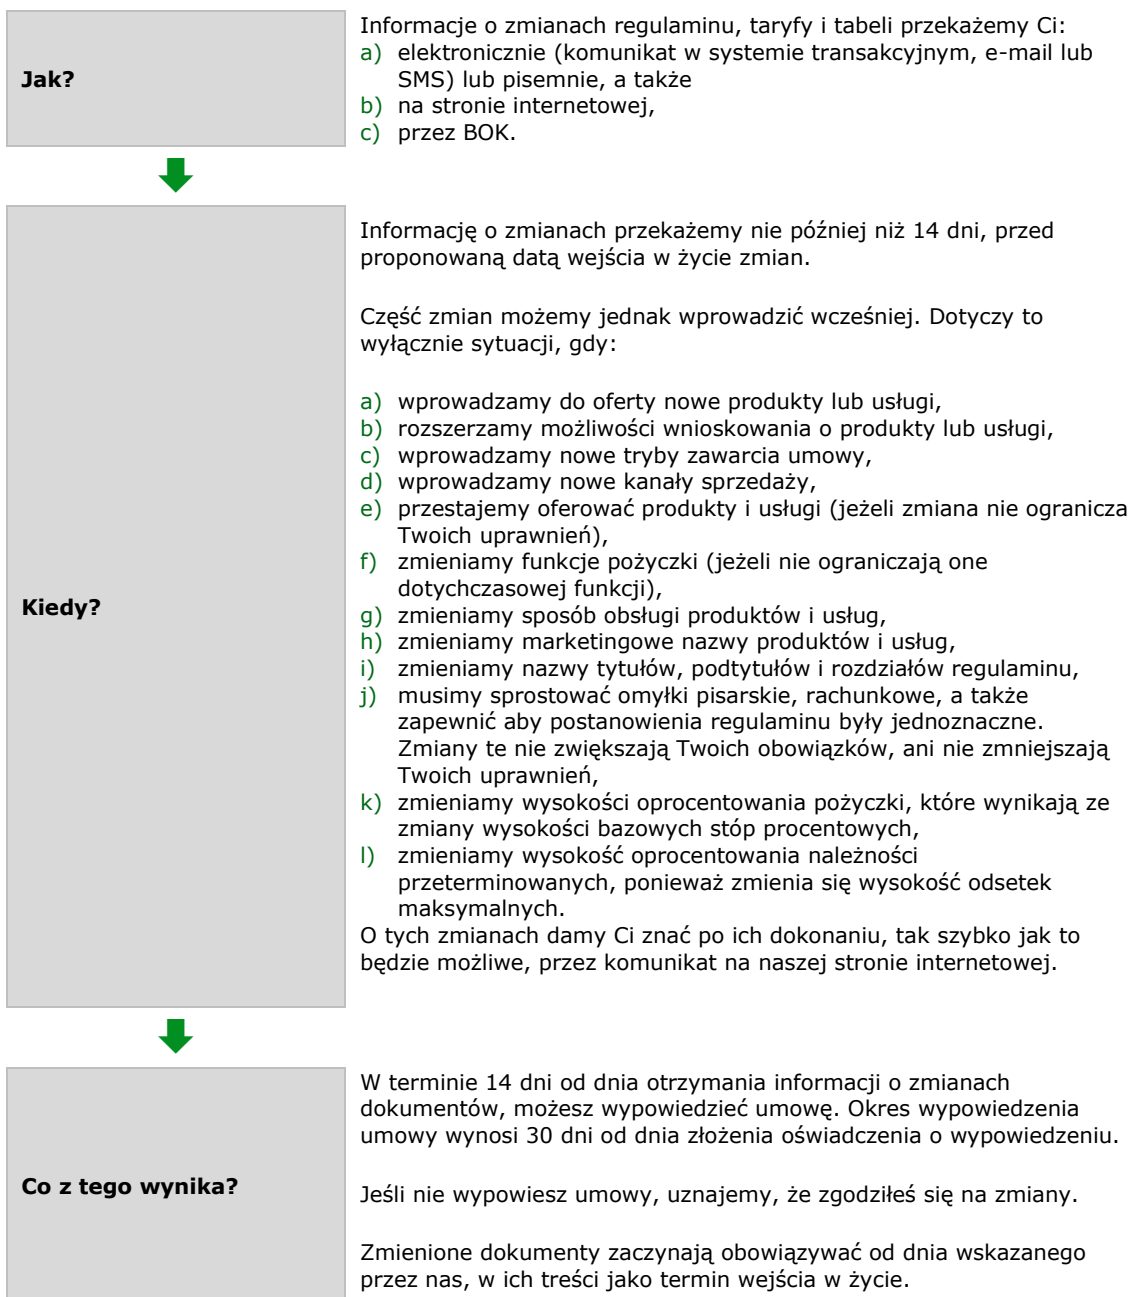 Jak?
Informacje o zmianach regulaminu, taryfy i tabeli przekażemy Ci:
a) elektronicznie (komunikat w systemie transakcyjnym, e-mail lub
SMS) lub pisemnie, a także
b) na stronie internetowej,
c) przez BOK.
Kiedy?
Informację o zmianach przekażemy nie później niż 14 dni, przed
proponowaną datą wejścia w życie zmian.
Część zmian możemy jednak wprowadzić wcześniej. Dotyczy to
wyłącznie sytuacji, gdy:
a) wprowadzamy do oferty nowe produkty lub usługi,
b) rozszerzamy możliwości wnioskowania o produkty lub usługi,
c) wprowadzamy nowe tryby zawarcia umowy,
d) wprowadzamy nowe kanały sprzedaży,
e) przestajemy oferować produkty i usługi (jeżeli zmiana nie ogranicza
Twoich uprawnień),
f) zmieniamy funkcje pożyczki (jeżeli nie ograniczają one
dotychczasowej funkcji),
g) zmieniamy sposób obsługi produktów i usług,
h) zmieniamy marketingowe nazwy produktów i usług,
i) zmieniamy nazwy tytułów, podtytułów i rozdziałów regulaminu,
j) musimy sprostować omyłki pisarskie, rachunkowe, a także
zapewnić aby postanowienia regulaminu były jednoznaczne.
Zmiany te nie zwiększają Twoich obowiązków, ani nie zmniejszają
Twoich uprawnień,
k) zmieniamy wysokości oprocentowania pożyczki, które wynikają ze
zmiany wysokości bazowych stóp procentowych,
l) zmieniamy wysokość oprocentowania należności
przeterminowanych, ponieważ zmienia się wysokość odsetek
maksymalnych.
O tych zmianach damy Ci znać po ich dokonaniu, tak szybko jak to
będzie możliwe, przez komunikat na naszej stronie internetowej.
Co z tego wynika?
W terminie 14 dni od dnia otrzymania informacji o zmianach
dokumentów, możesz wypowiedzieć umowę. Okres wypowiedzenia
umowy wynosi 30 dni od dnia złożenia oświadczenia o wypowiedzeniu.
Jeśli nie wypowiesz umowy, uznajemy, że zgodziłeś się na zmiany.
Zmienione dokumenty zaczynają obowiązywać od dnia wskazanego
przez nas, w ich treści jako termin wejścia w życie.